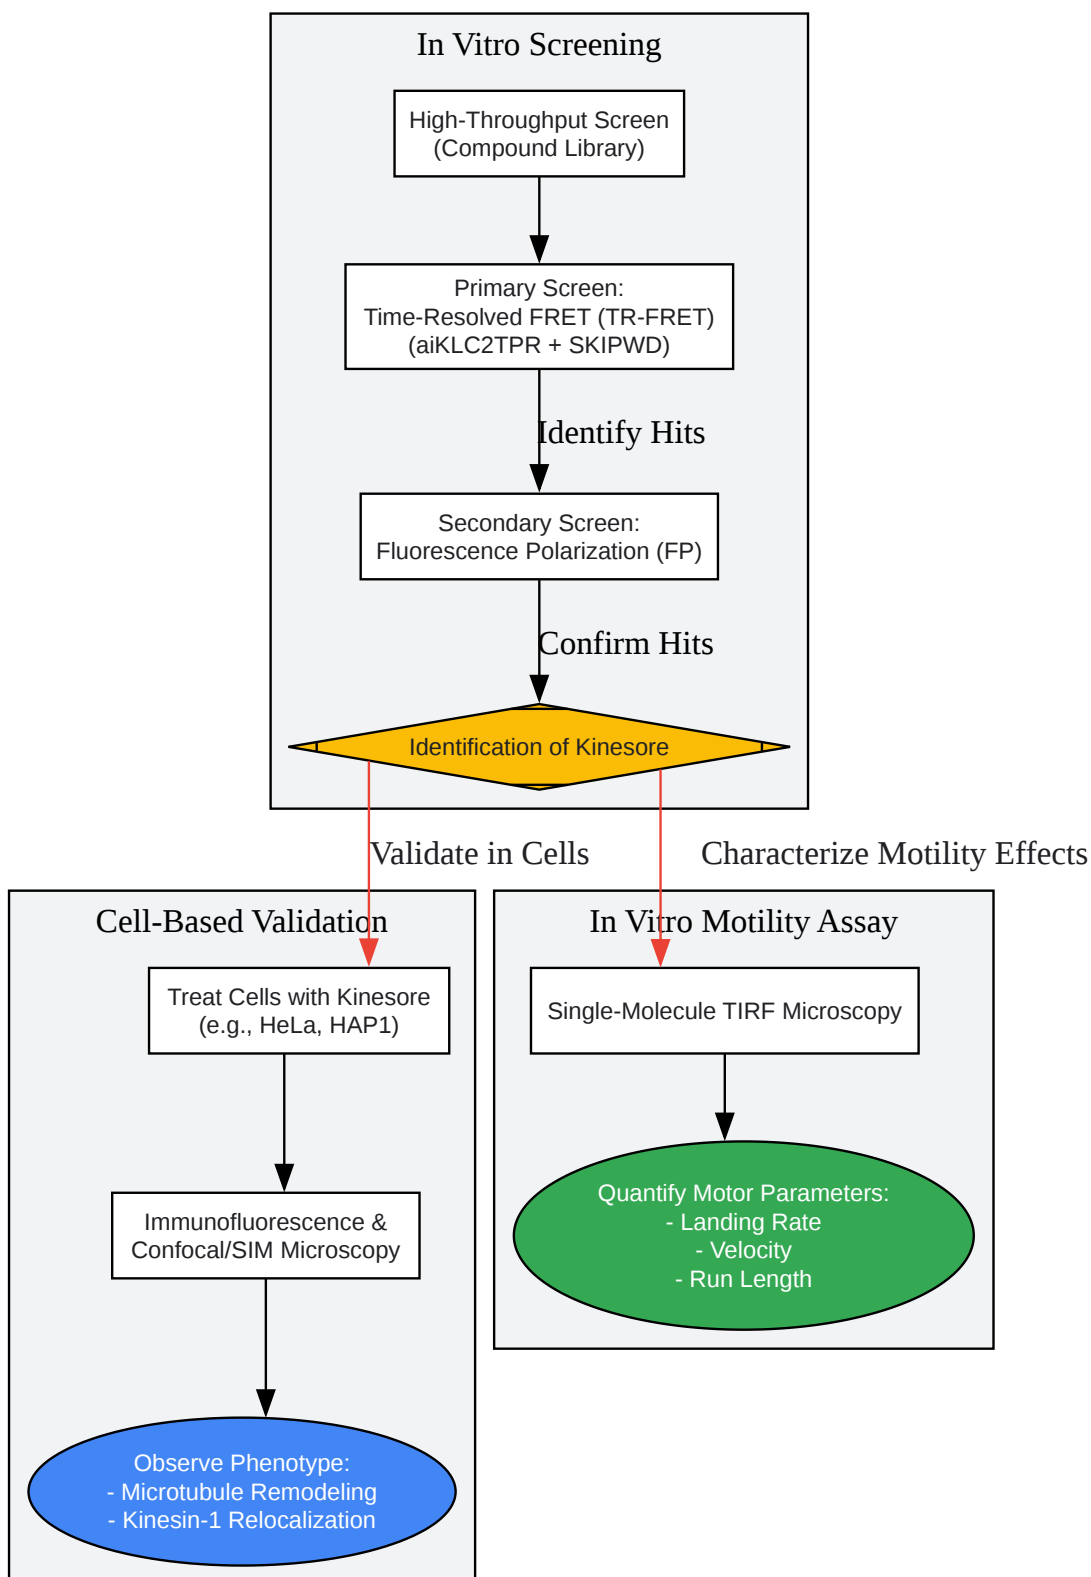 In Vitro Screening
High-Throughput Screen
(Compound Library)
Primary Screen:
Time-Resolved FRET (TR-FRET)
(aiKLC2TPR + SKIPWD)
Identify Hits
Secondary Screen:
Fluorescence Polarization (FP)
Confirm Hits
Identification of Kinesore
Validate in Cells
Characterize Motility Effects
Cell-Based Validation
Treat Cells with Kinesore
(e.g., HeLa, HAP1)
Immunofluorescence &
Confocal/SIM Microscopy
Observe Phenotype:
- Microtubule Remodeling
- Kinesin-1 Relocalization
In Vitro Motility Assay
Single-Molecule TIRF Microscopy
Quantify Motor Parameters:
- Landing Rate
- Velocity
- Run Length